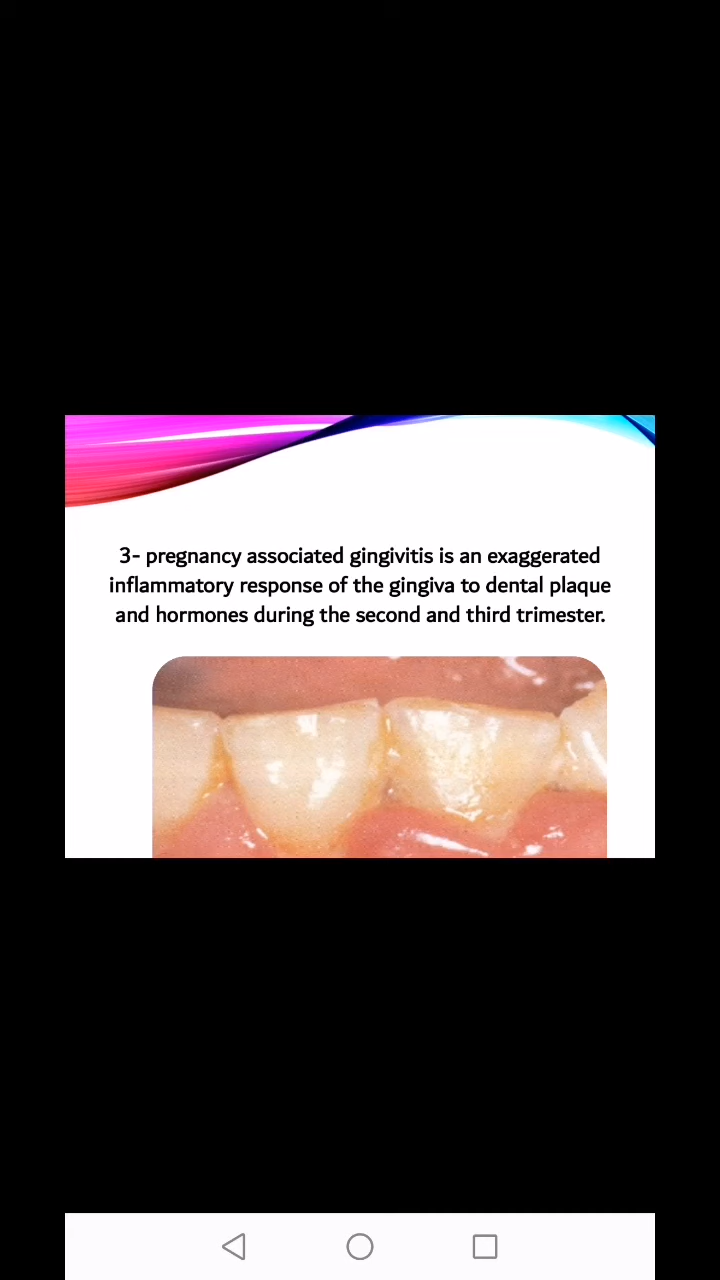 3- pregnancy associated gingivitis is an exaggerated
inflammatory response of the gingiva to dental plaque
and hormones during the second and third trimester.